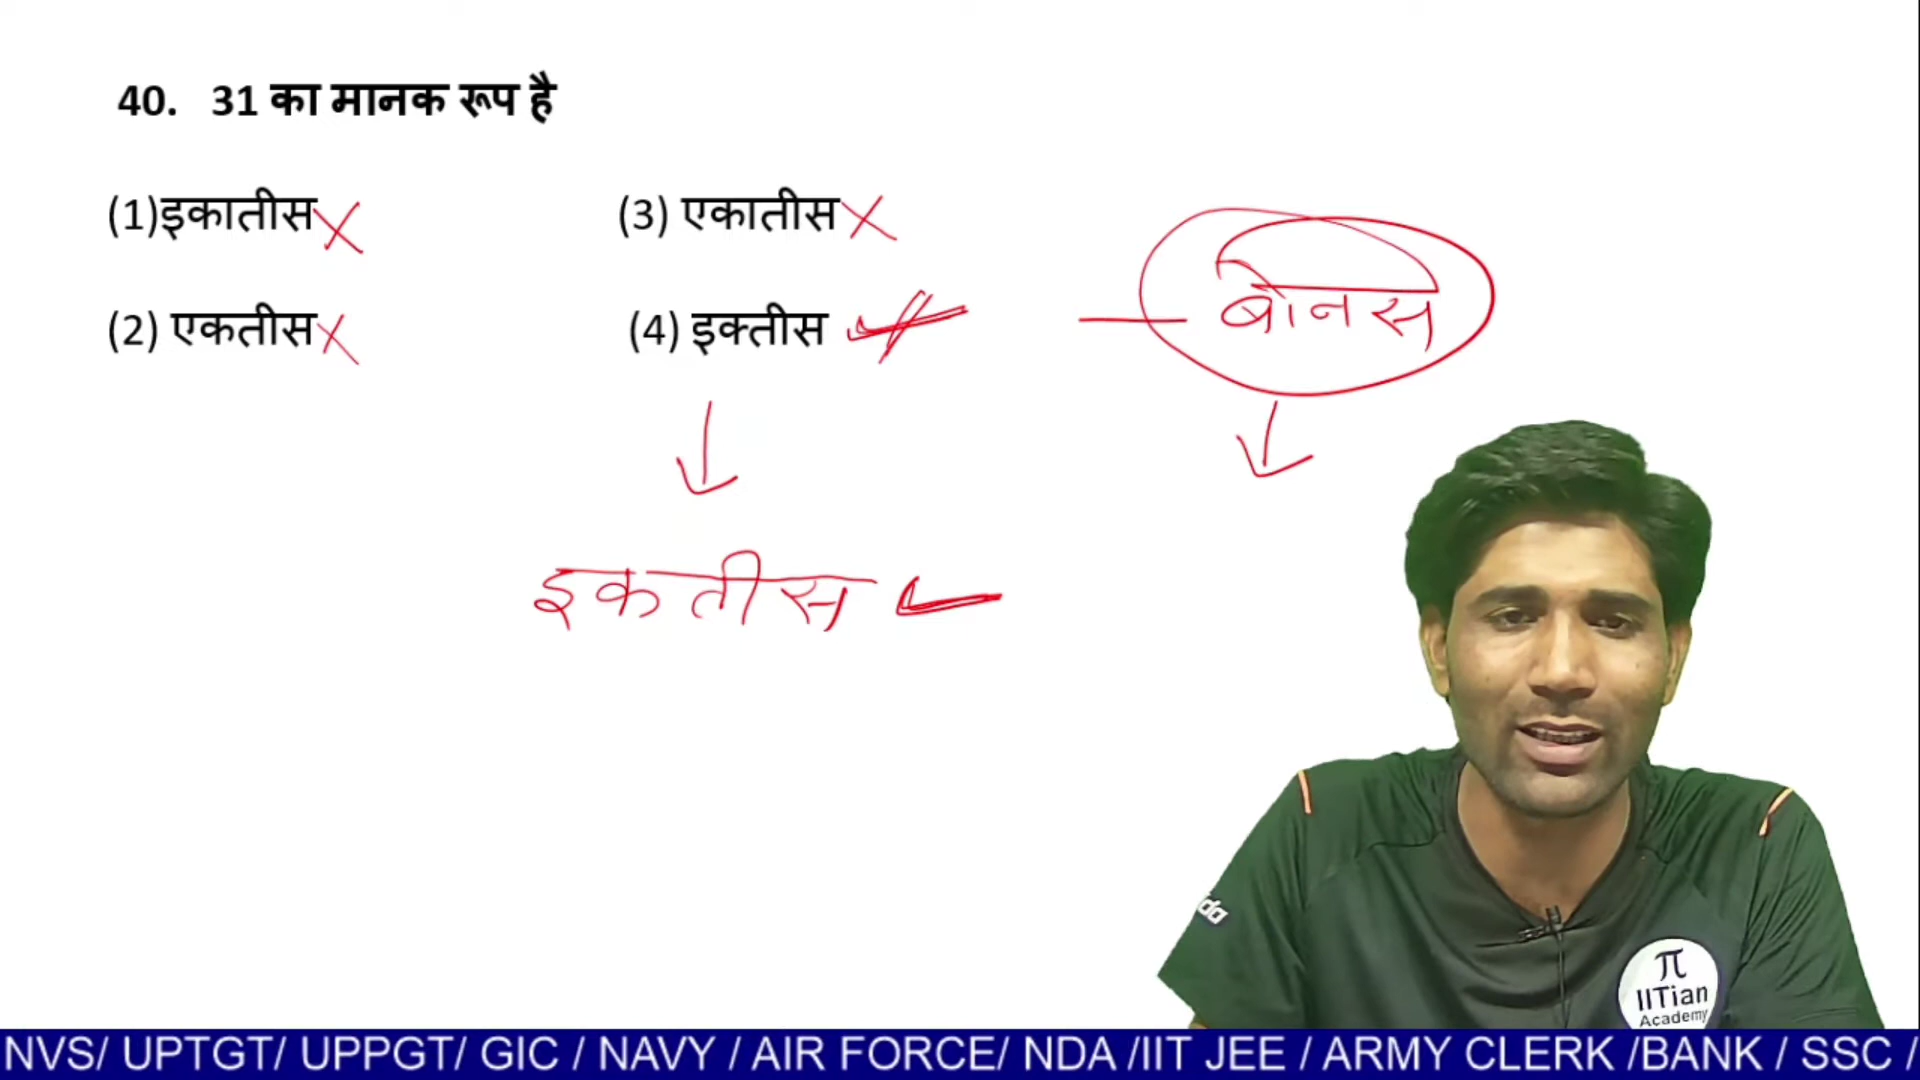 40. 31 का मानक रूप है
(1)इकातीस
(3) एकातीस
(2) एकतीस
(4) इक्तीस
बोनस
इकतीस
da
π
IITian
Academy
NVS/ UPTGT/ UPPGT/ GIC / NAVY / AIR FORCE/ NDA /IIT JEE / ARMY CLERK /BANK / SSC /